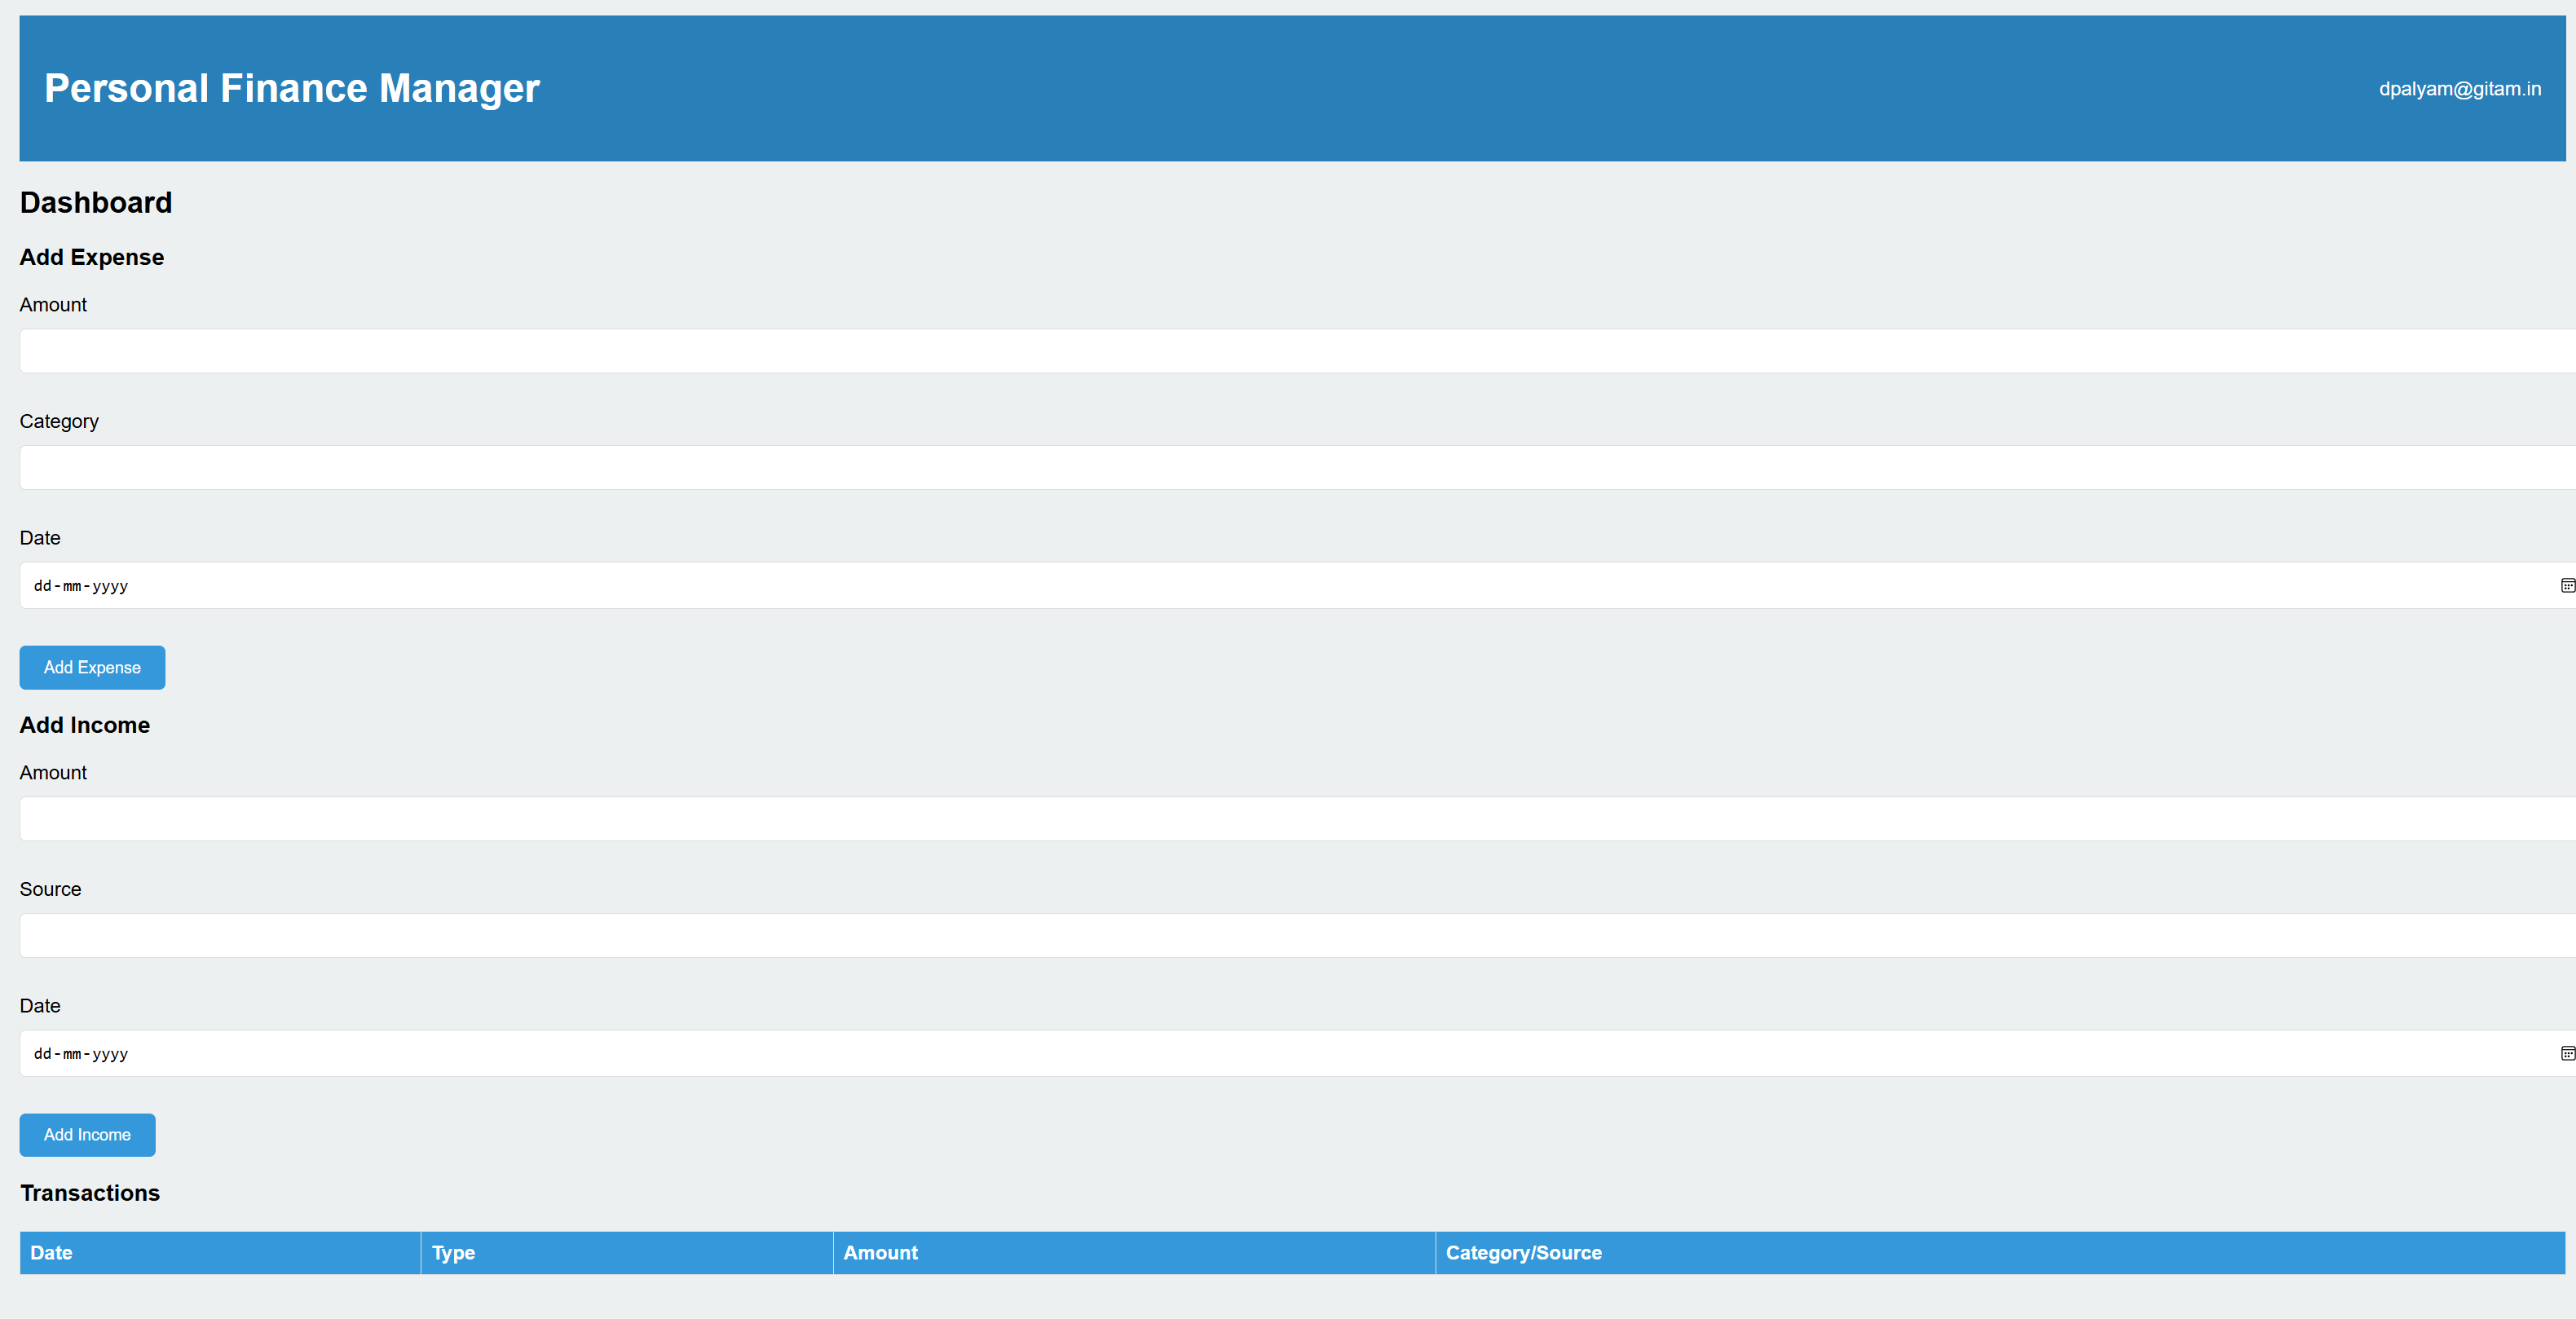 Personal Finance Manager
dpalyam@gitam.in
Dashboard
Add Expense
Amount
Category
Date
dd-mm-yyyy
Add Expense
Add Income
Amount
Source
Date
dd-mm-yyyy
Add Income
Transactions
Date Type Amount Category/Source